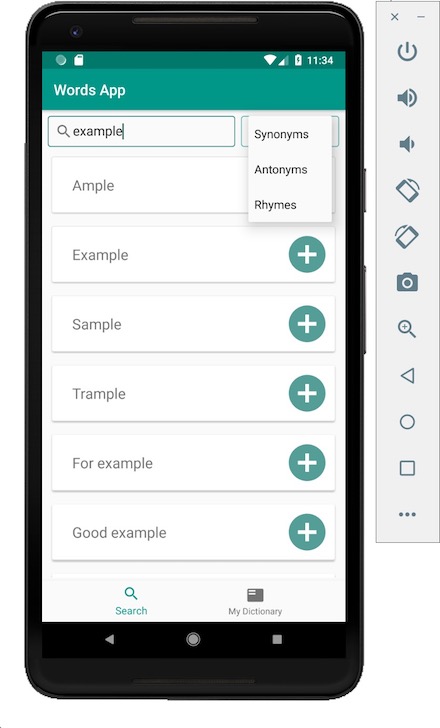 11:34
Words App
example
Synonyms
Antonyms
Rhymes
Ample
Example
Sample
Trample
For example
Good example
Search
My Dictionary